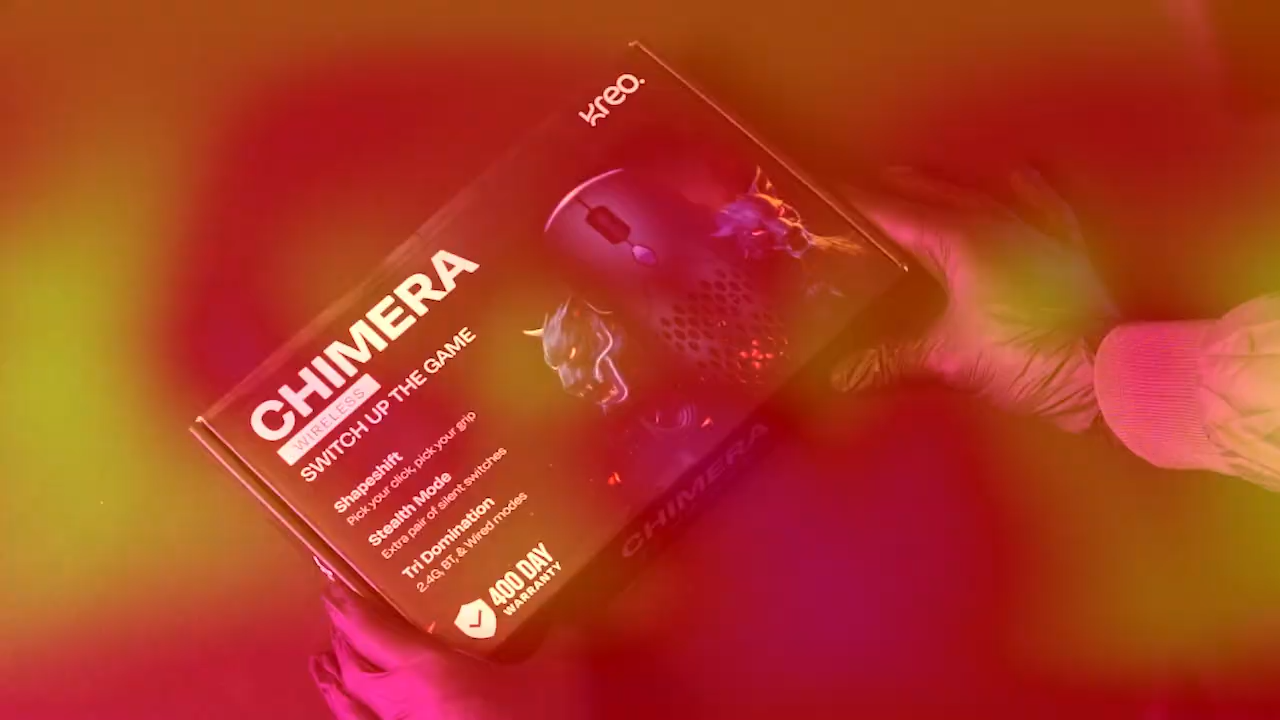 kreo.
CHIMERA
WIRELESS
SWITCH UP THE GAME
Shapeshift
Pick your click, pick your grip
Stealth Mode
Extra pair of silent switches
Tri Domination
2.4G, BT, & Wired modes
400 DAY
WARRANTY
CHIMERA